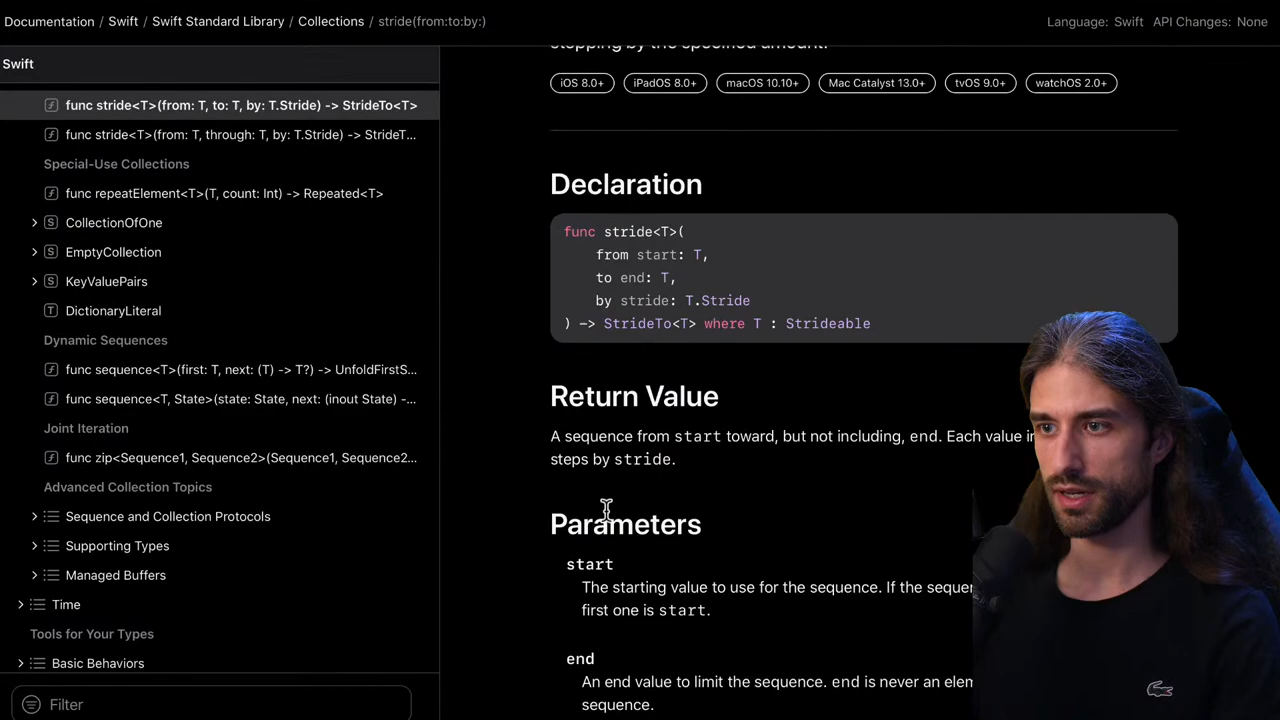 Documentation / Swift / Swift Standard Library / Collections / stride(from:to:by:)
Language: Swift API Changes: None
Swift
func stride<T>(from: T, to: T, by: T.Stride) -> StrideTo<T>
func stride<T>(from: T, through: T, by: T.Stride) -> StrideT...
Special-Use Collections
func repeatElement<T>(T, count: Int) -> Repeated<T>
CollectionOfOne
EmptyCollection
KeyValuePairs
DictionaryLiteral
Dynamic Sequences
func sequence<T>(first: T, next: (T) -> T?) -> UnfoldFirstS...
func sequence<T, State>(state: State, next: (inout State) -...
Joint Iteration
func zip<Sequence1, Sequence2>(Sequence1, Sequence2...
Advanced Collection Topics
Sequence and Collection Protocols
Supporting Types
Managed Buffers
Time
Tools for Your Types
Basic Behaviors
Filter
stepping by the specified amount.
iOS 8.0+ iPadOS 8.0+ macOS 10.10+ Mac Catalyst 13.0+ tvOS 9.0+ watchOS 2.0+
Declaration
func stride<T>(
from start: T,
to end: T,
by stride: T.Stride
) -> StrideTo<T> where T : Strideable
Return Value
A sequence from start toward, but not including, end. Each value in
steps by stride.
Parameters
start
The starting value to use for the sequence. If the seque
first one is start.
end
An end value to limit the sequence. end is never an elem
sequence.